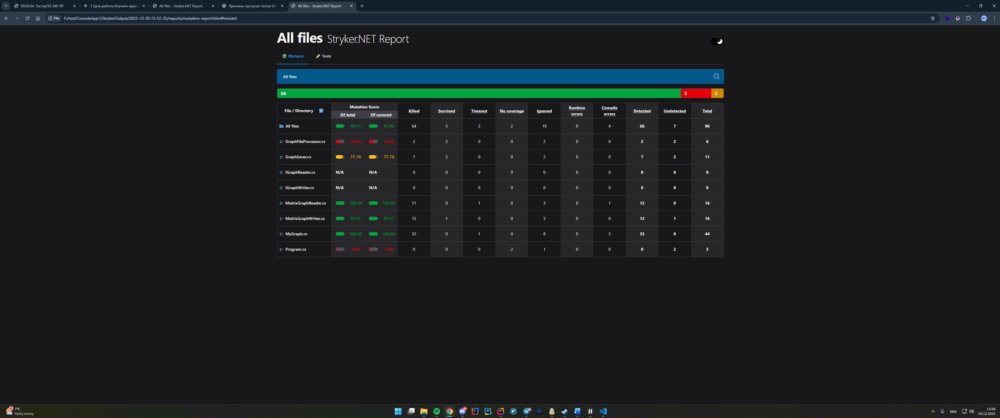 09.03.04. ТестирПО. МУ ЛР
1 Цель работы Изучить прин
All files - Stryker.NET Report
Причины пропуска тестов Str
All files - Stryker.NET Report
File
F:/test/ConsoleApp1/StrykerOutput/2025-12-05.13-52-35/reports/mutation-report.html#mutant
All files Stryker.NET Report
Mutants Tests
All files
66 5 2
File / Directory Mutation Score Of total Of covered Killed Survived Timeout No coverage Ignored Runtime errors Compile errors Detected Undetected Total
All files 90.41 92.96 64 5 2 2 19 0 4 66 7 96
GraphFileProcessor.cs 50.00 50.00 2 2 0 0 2 0 0 2 2 6
GraphSaver.cs 77.78 77.78 7 2 0 0 2 0 0 7 2 11
IGraphReader.cs N/A N/A 0 0 0 0 0 0 0 0 0 0
IGraphWriter.cs N/A N/A 0 0 0 0 0 0 0 0 0 0
MatrixGraphReader.cs 100.00 100.00 11 0 1 0 3 0 1 12 0 16
MatrixGraphWriter.cs 92.31 92.31 12 1 0 0 3 0 0 12 1 16
MyGraph.cs 100.00 100.00 32 0 1 0 8 0 3 33 0 44
Program.cs 0.00 0.00 0 0 0 2 1 0 0 0 2 3
6
7°C
Partly sunny
ENG
13:56
05.12.2025